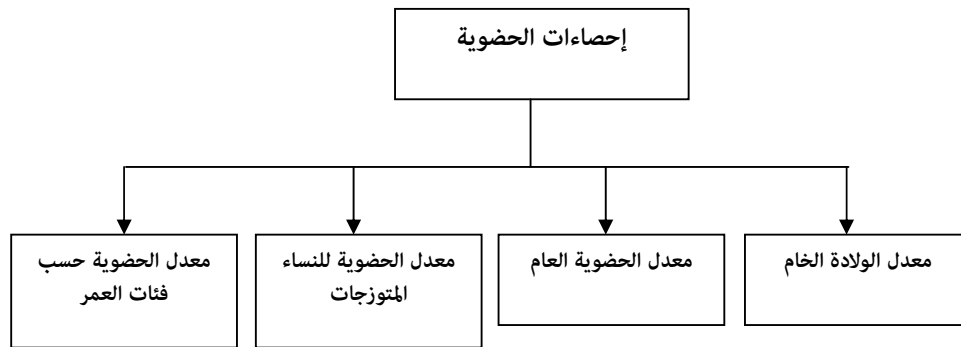 إحصاءات الحضوية
معدل الولادة الخام
معدل الحضوية العام
معدل الحضوية للنساء
المتوزجات
معدل الحضوية حسب
فئات العمر